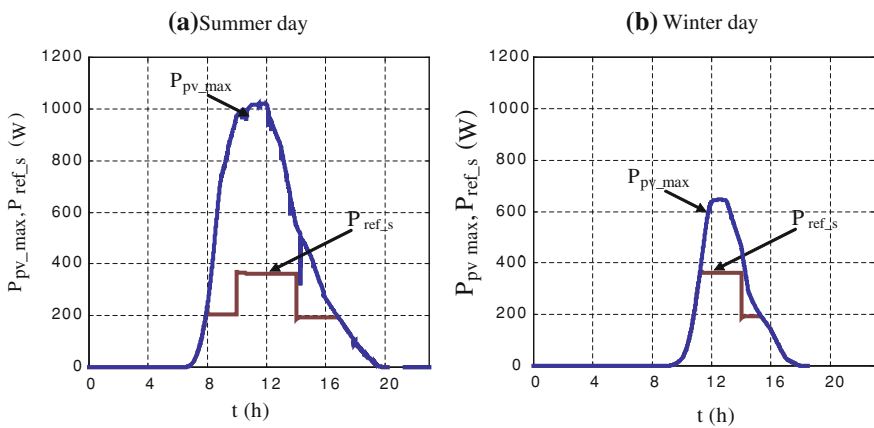 (a) Summer day
P_pv_max, P_ref_s (W)
1200
1000
800
600
400
200
0
P_pv_max
P_ref_s
0 4 8 12 16 20
t (h)
(b) Winter day
P_pv max, P_ref_s (W)
1200
1000
800
600
400
200
0
P_pv_max
P_ref_s
0 4 8 12 16 20
t (h)